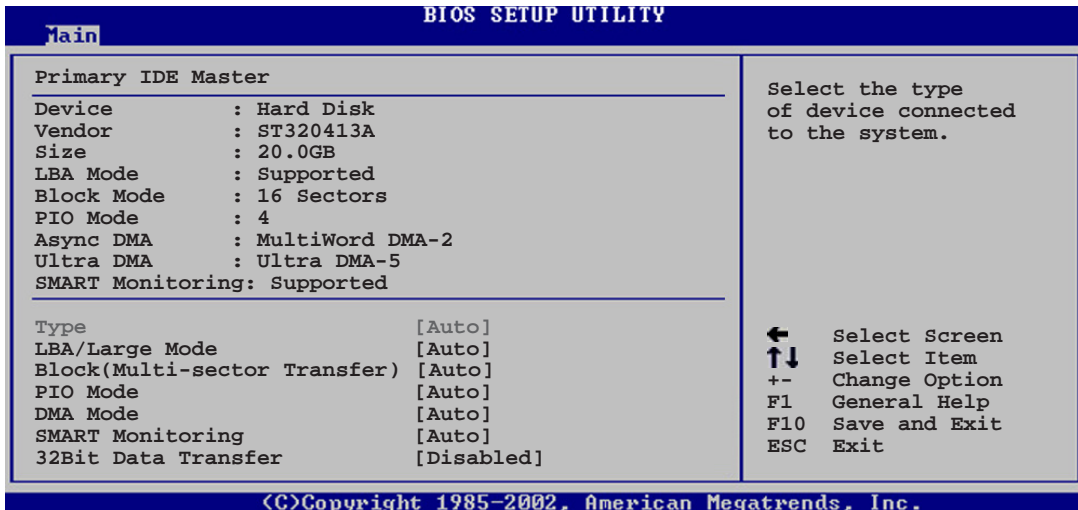 BIOS SETUP UTILITY
Main
Primary IDE Master
Device : Hard Disk
Vendor : ST320413A
Size : 20.0GB
LBA Mode : Supported
Block Mode : 16 Sectors
PIO Mode : 4
Async DMA : MultiWord DMA-2
Ultra DMA : Ultra DMA-5
SMART Monitoring: Supported
Type [Auto]
LBA/Large Mode [Auto]
Block(Multi-sector Transfer) [Auto]
PIO Mode [Auto]
DMA Mode [Auto]
SMART Monitoring [Auto]
32Bit Data Transfer [Disabled]
Select the type
of device connected
to the system.
← Select Screen
↑↓ Select Item
+- Change Option
F1 General Help
F10 Save and Exit
ESC Exit
(C)Copyright 1985-2002, American Megatrends, Inc.